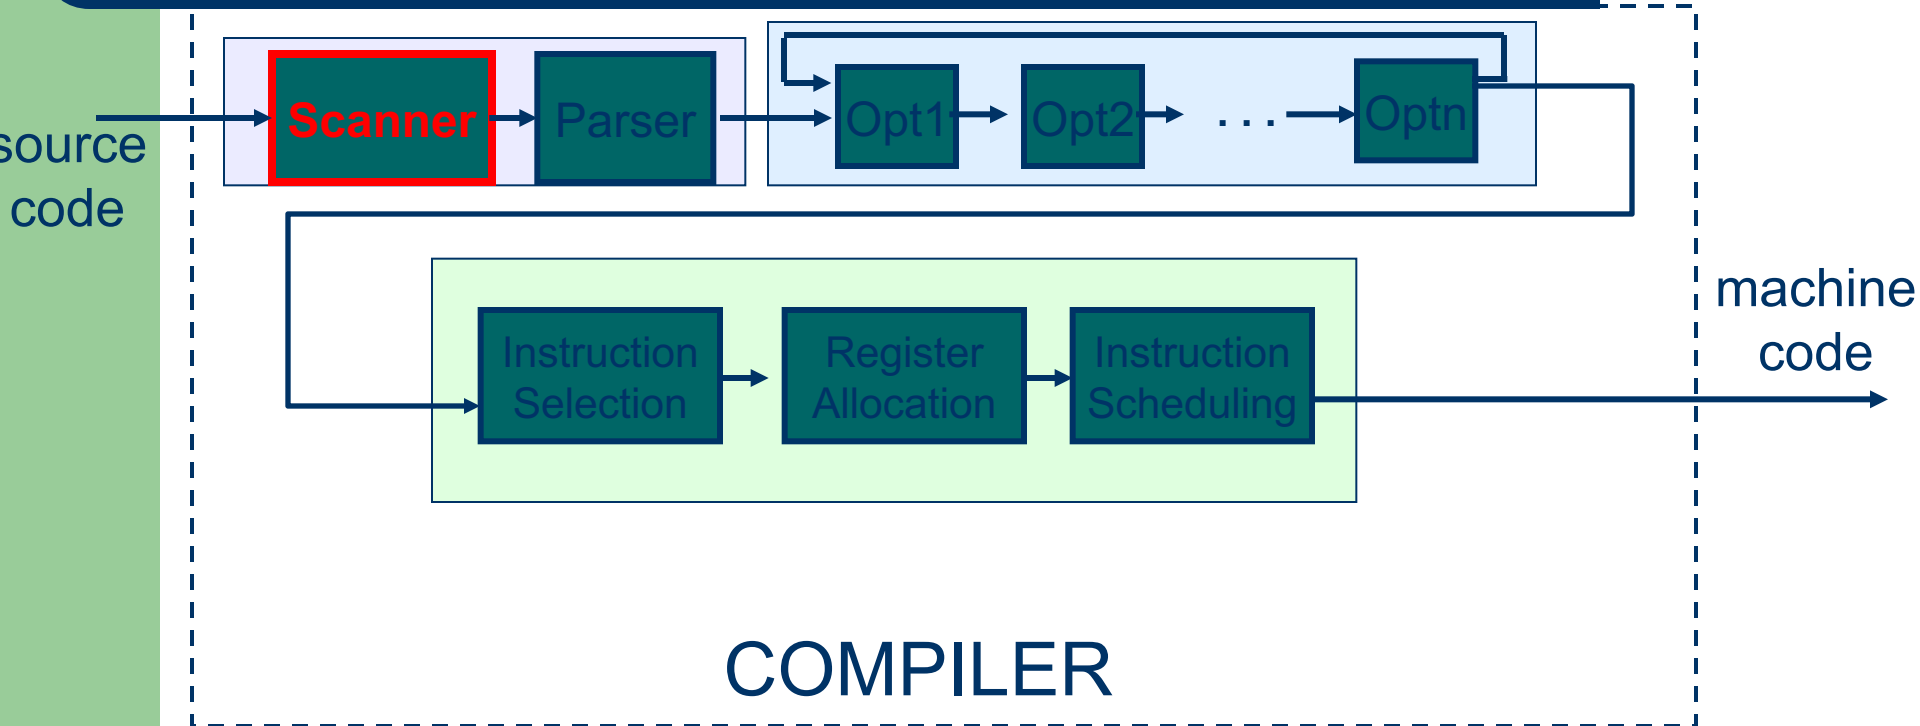 Scanner
Parser
Opt1
Opt2
...
Optn
source
code
Instruction
Selection
Register
Allocation
Instruction
Scheduling
machine
code
COMPILER